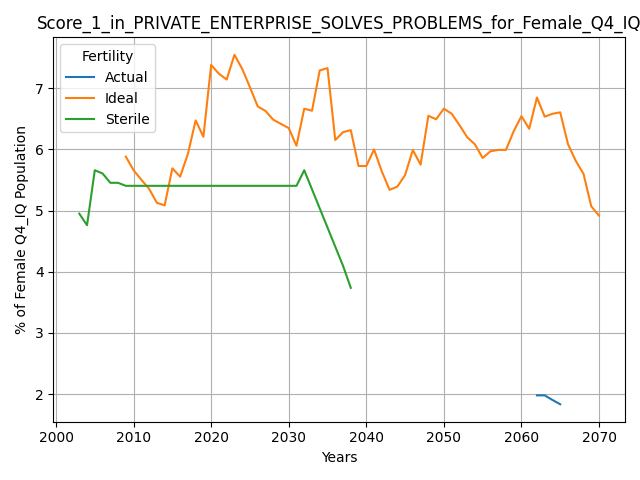 Score_1_in_PRIVATE_ENTERPRISE_SOLVES_PROBLEMS_for_Female_Q4_IQ
Fertility
Actual
Ideal
Sterile
7
6
5
4
3
2
% of Female Q4_IQ Population
2000 2010 2020 2030 2040 2050 2060 2070
Years